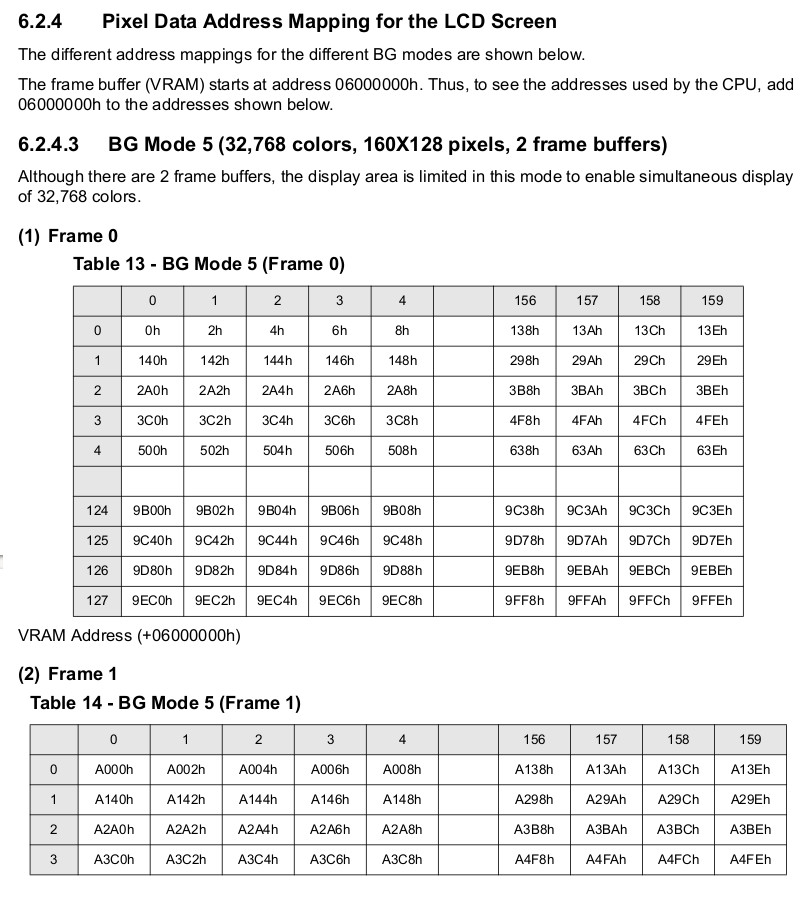 6.2.4 Pixel Data Address Mapping for the LCD Screen
The different address mappings for the different BG modes are shown below.
The frame buffer (VRAM) starts at address 06000000h. Thus, to see the addresses used by the CPU, add
06000000h to the addresses shown below.
6.2.4.3 BG Mode 5 (32,768 colors, 160X128 pixels, 2 frame buffers)
Although there are 2 frame buffers, the display area is limited in this mode to enable simultaneous display
of 32,768 colors.
(1) Frame 0
Table 13 - BG Mode 5 (Frame 0)
0 1 2 3 4 156 157 158 159
0 0h 2h 4h 6h 8h 138h 13Ah 13Ch 13Eh
1 140h 142h 144h 146h 148h 298h 29Ah 29Ch 29Eh
2 2A0h 2A2h 2A4h 2A6h 2A8h 3B8h 3BAh 3BCh 3BEh
3 3C0h 3C2h 3C4h 3C6h 3C8h 4F8h 4FAh 4FCh 4FEh
4 500h 502h 504h 506h 508h 638h 63Ah 63Ch 63Eh
124 9B00h 9B02h 9B04h 9B06h 9B08h 9C38h 9C3Ah 9C3Ch 9C3Eh
125 9C40h 9C42h 9C44h 9C46h 9C48h 9D78h 9D7Ah 9D7Ch 9D7Eh
126 9D80h 9D82h 9D84h 9D86h 9D88h 9EB8h 9EBAh 9EBCh 9EBEh
127 9EC0h 9EC2h 9EC4h 9EC6h 9EC8h 9FF8h 9FFAh 9FFCh 9FFEh
VRAM Address (+06000000h)
(2) Frame 1
Table 14 - BG Mode 5 (Frame 1)
0 1 2 3 4 156 157 158 159
0 A000h A002h A004h A006h A008h A138h A13Ah A13Ch A13Eh
1 A140h A142h A144h A146h A148h A298h A29Ah A29Ch A29Eh
2 A2A0h A2A2h A2A4h A2A6h A2A8h A3B8h A3BAh A3BCh A3BEh
3 A3C0h A3C2h A3C4h A3C6h A3C8h A4F8h A4FAh A4FCh A4FEh